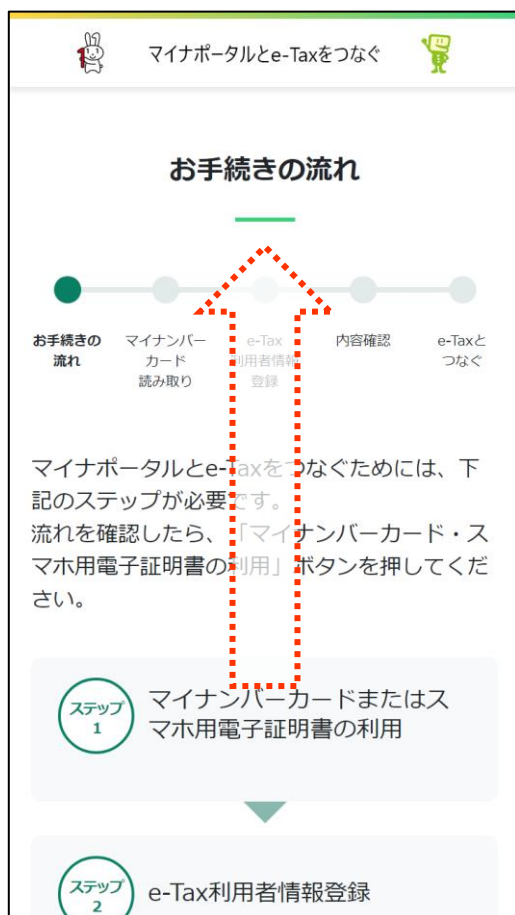 マイナポータルとe-Taxをつなぐ
お手続きの流れ
お手続きの
流れ
マイナンバー
カード
読み取り
e-Tax
利用者情報
登録
内容確認
e-Taxと
つなぐ
マイナポータルとe-Taxをつなぐためには、下
記のステップが必要です。
流れを確認したら、「マイナンバーカード・ス
マホ用電子証明書の利用」ボタンを押してくだ
さい。
ステップ
1
マイナンバーカードまたはス
マホ用電子証明書の利用
ステップ
2
e-Tax利用者情報登録